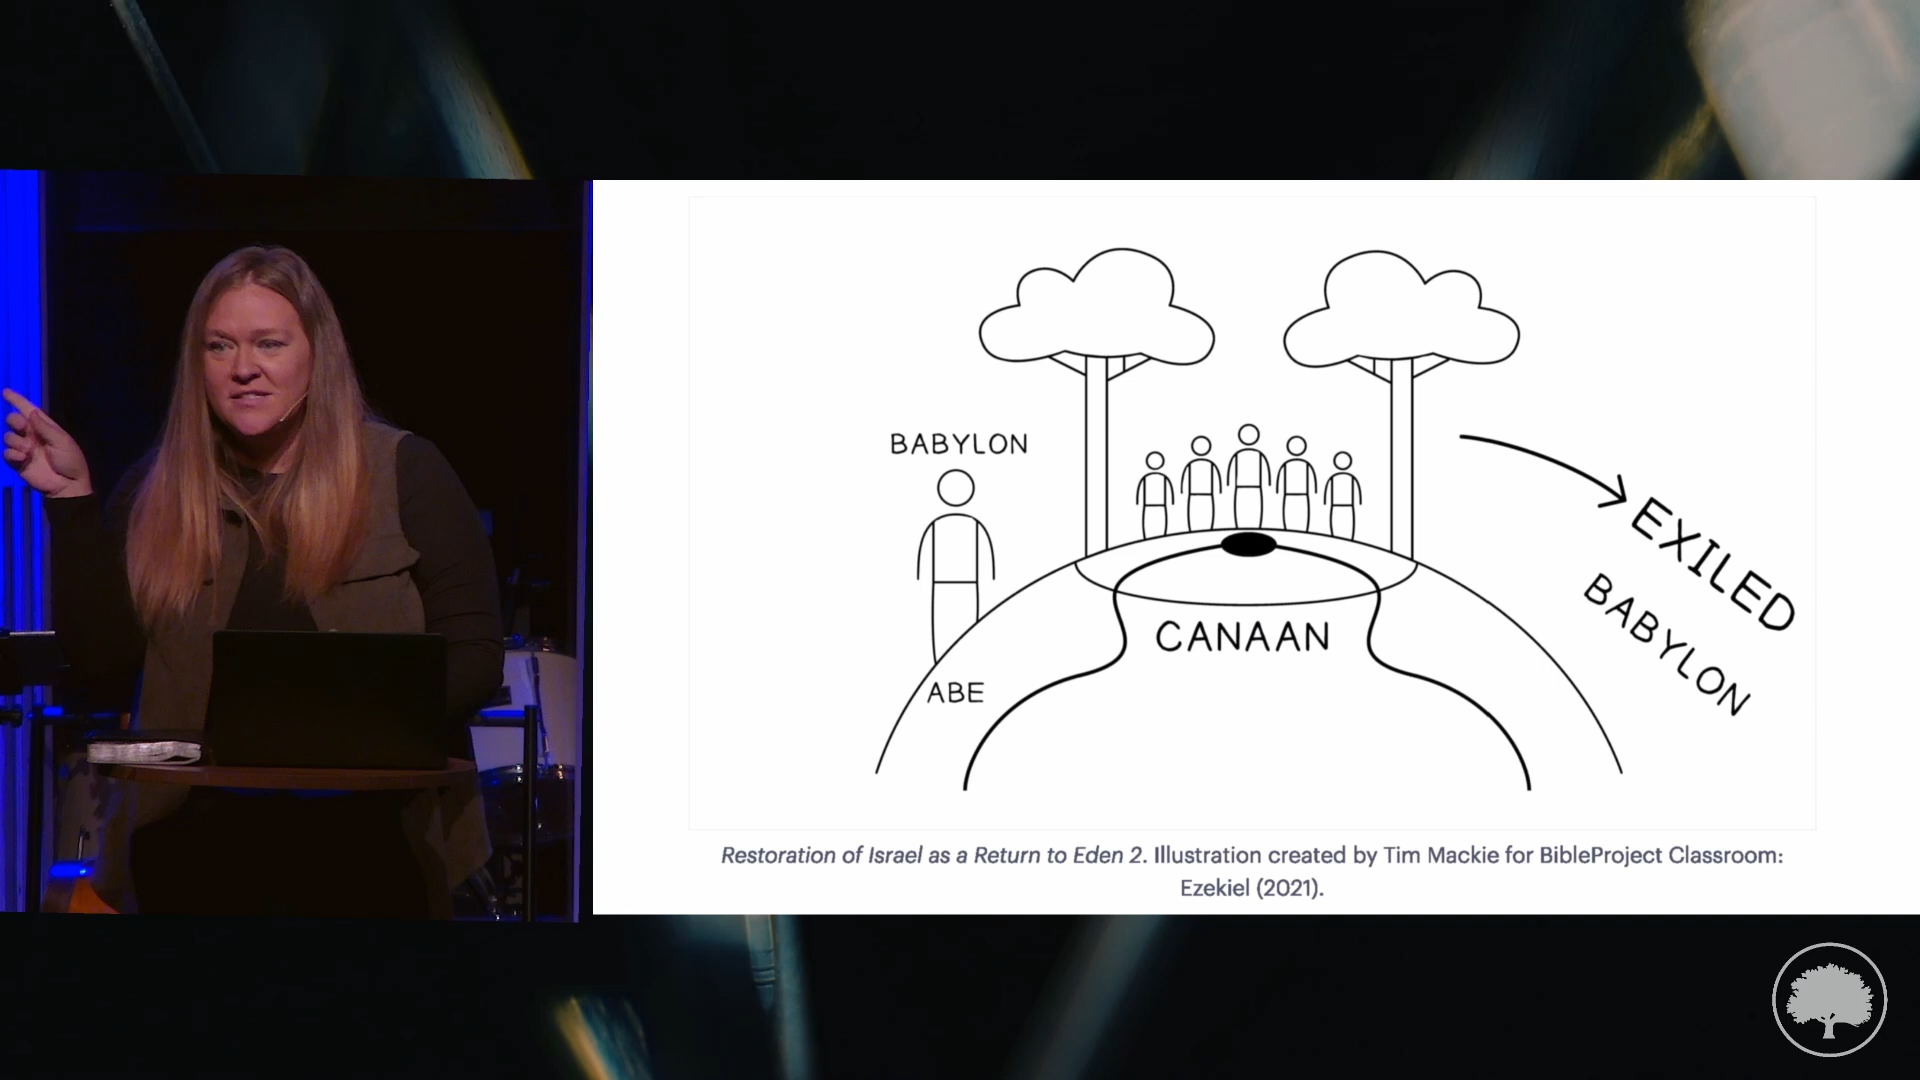 BABYLON
ABE
CANAAN
EXILED
BABYLON
Restoration of Israel as a Return to Eden 2. Illustration created by Tim Mackie for BibleProject Classroom:
Ezekiel (2021).